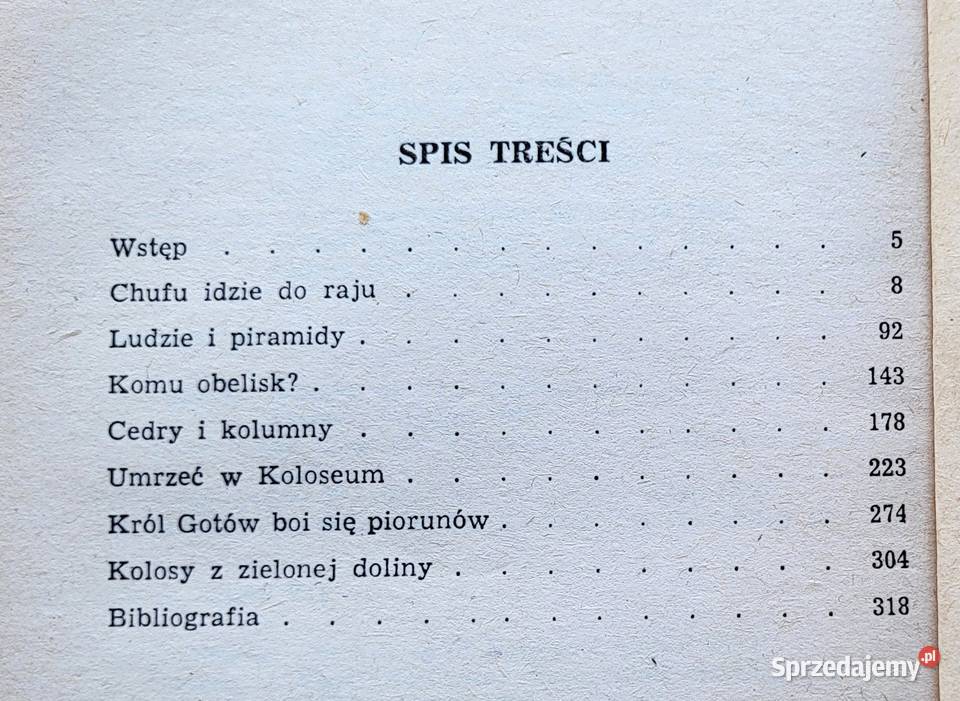 SPIS TREŚCI
Wstęp . . . . . . . . . . . . . . 5
Chufu idzie do raju . . . . . . . . . . 8
Ludzie i piramidy . . . . . . . . . . . 92
Komu obelisk? . . . . . . . . . . . . 143
Cedry i kolumny . . . . . . . . . . . 178
Umrzeć w Koloseum . . . . . . . . . . 223
Król Gotów boi się piorunów . . . . . . . . 274
Kolosy z zielonej doliny . . . . . . . . . 304
Bibliografia . . . . . . . . . . . . . 318
Sprzedajemy.pl